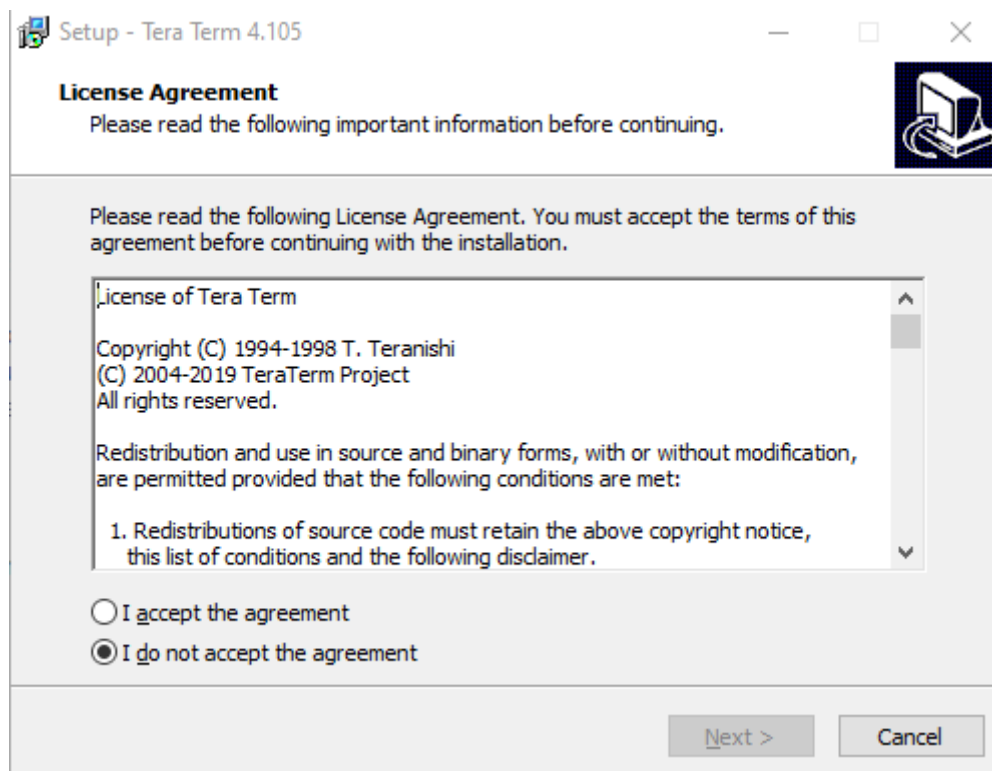 Setup - Tera Term 4.105
License Agreement
Please read the following important information before continuing.
Please read the following License Agreement. You must accept the terms of this
agreement before continuing with the installation.
License of Tera Term
Copyright (C) 1994-1998 T. Teranishi
(C) 2004-2019 TeraTerm Project
All rights reserved.
Redistribution and use in source and binary forms, with or without modification,
are permitted provided that the following conditions are met:
1. Redistributions of source code must retain the above copyright notice,
this list of conditions and the following disclaimer.
I accept the agreement
I do not accept the agreement
Next >
Cancel